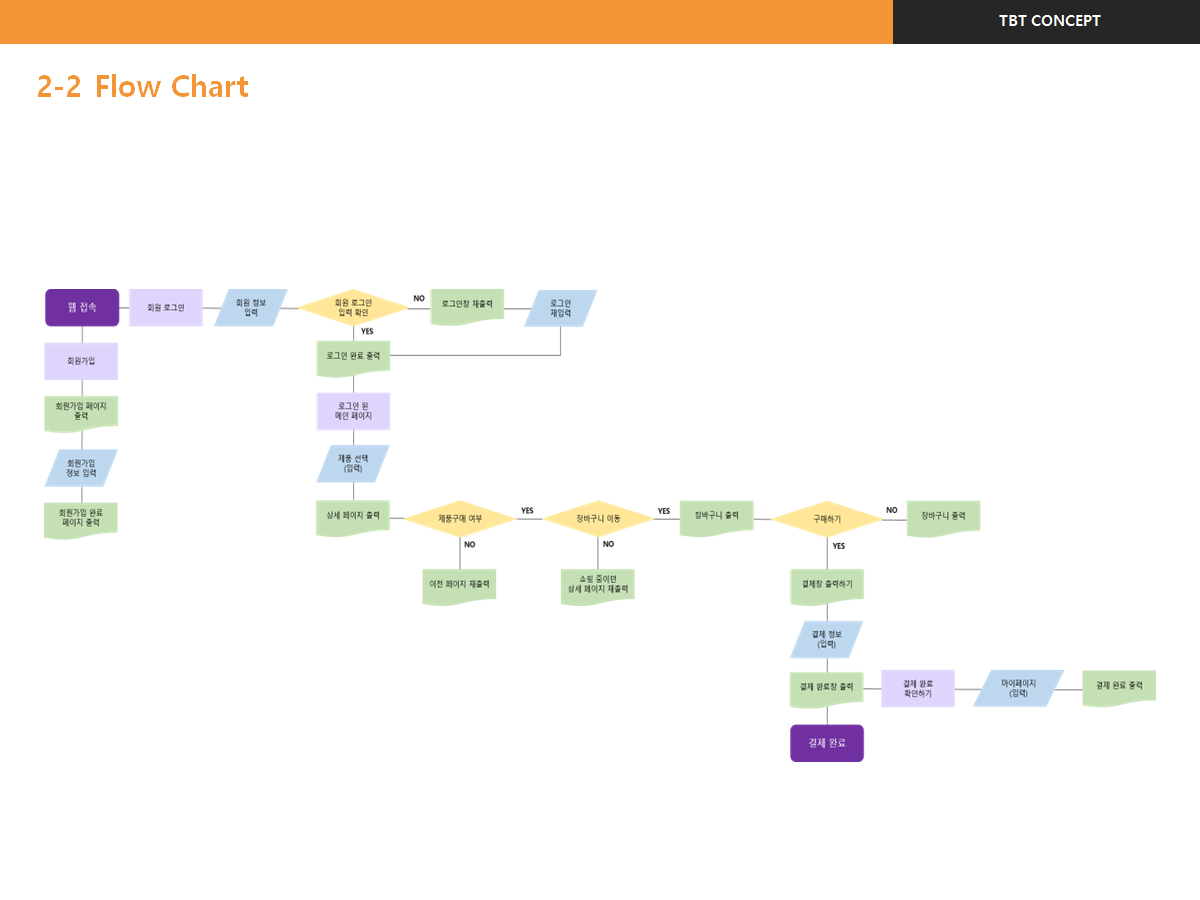 TBT CONCEPT
2-2 Flow Chart
웹 접속
회원 로그인
회원 정보
입력
회원 로그인
입력 확인
NO
로그인창 재출력
로그인
재입력
YES
로그인 완료 출력
회원가입
회원가입 페이지
출력
회원가입
정보 입력
회원가입 완료
페이지 출력
로그인 된
메인 페이지
제품 선택
(입력)
상세 페이지 출력
제품구매 여부
YES
장바구니 이동
YES
장바구니 출력
구매하기
NO
장바구니 출력
NO
이전 페이지 재출력
NO
쇼핑 중이던
상세 페이지 재출력
YES
결제창 출력하기
결제 정보
(입력)
결제 완료창 출력
결제 완료
확인하기
마이페이지
(입력)
결제 완료 출력
결제 완료